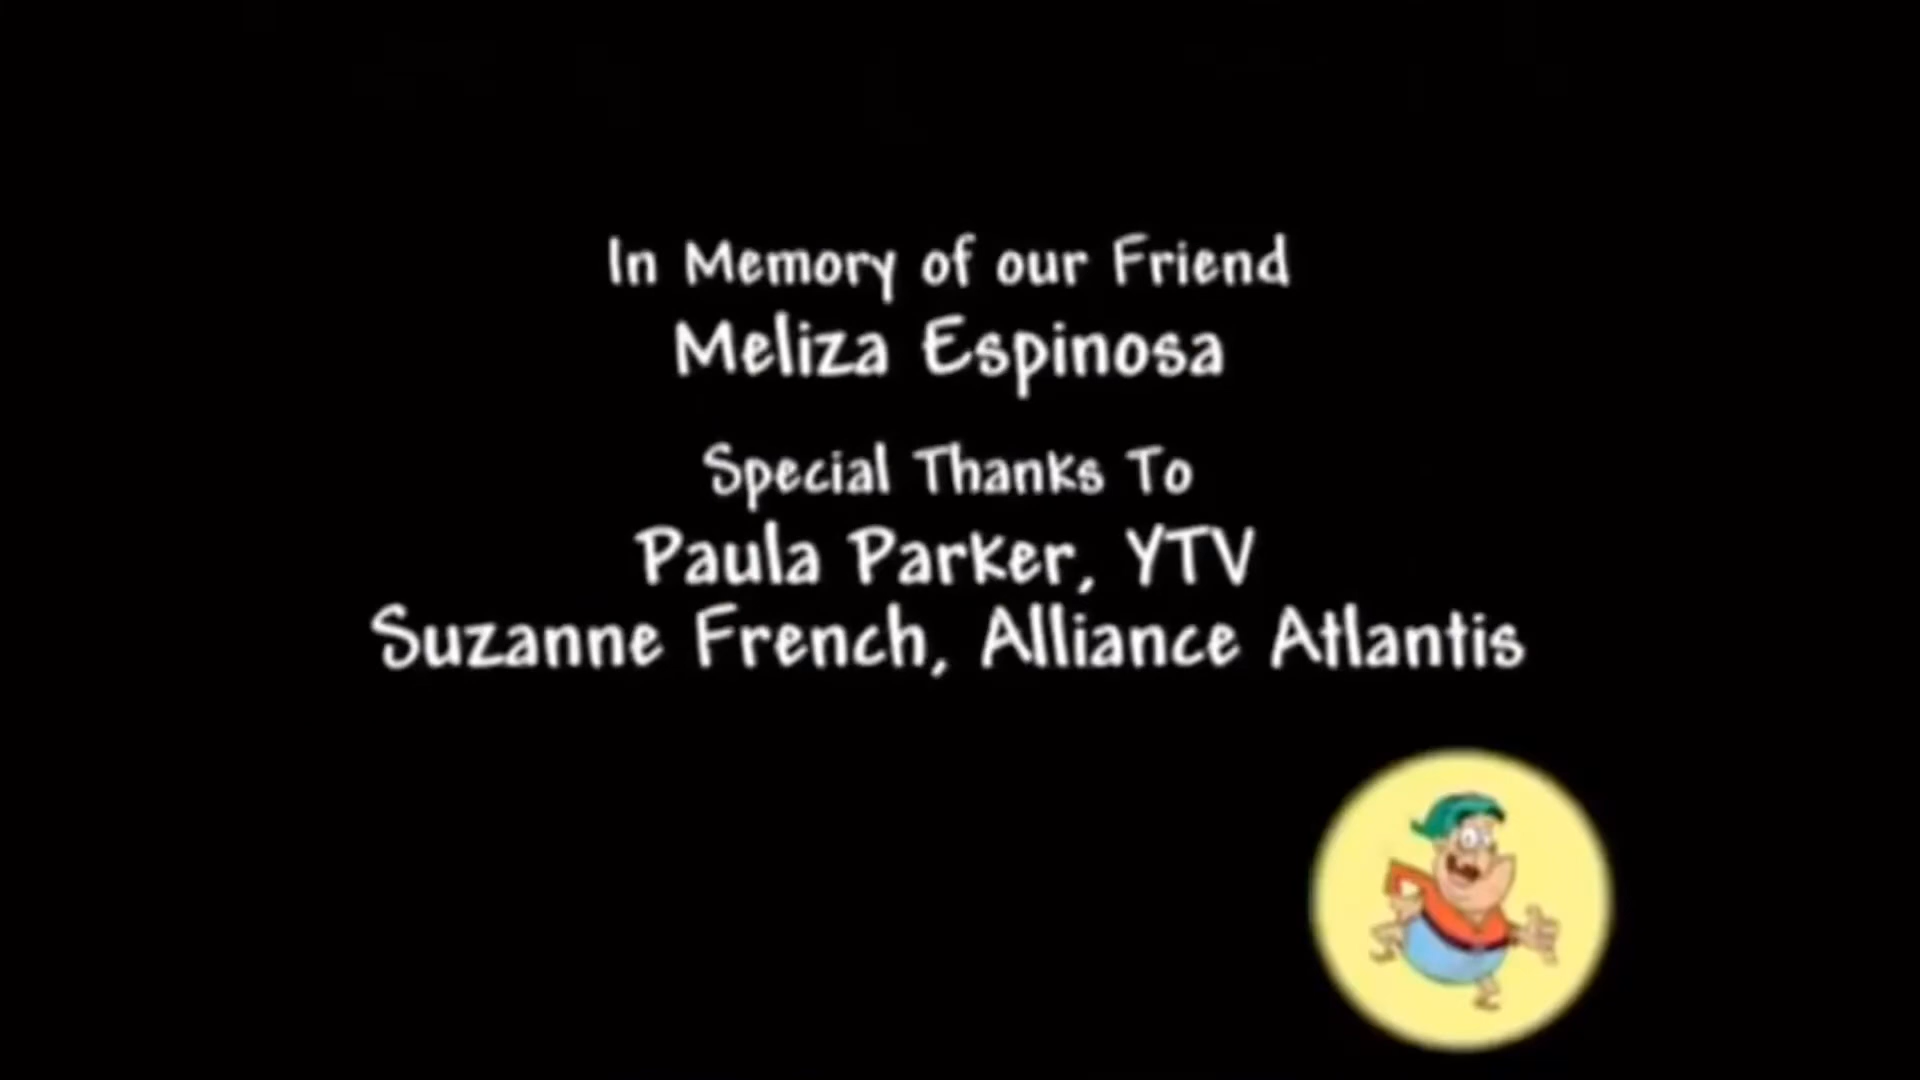 In Memory of our Friend
Meliza Espinosa
Special Thanks To
Paula Parker, YTV
Suzanne French, Alliance Atlantis